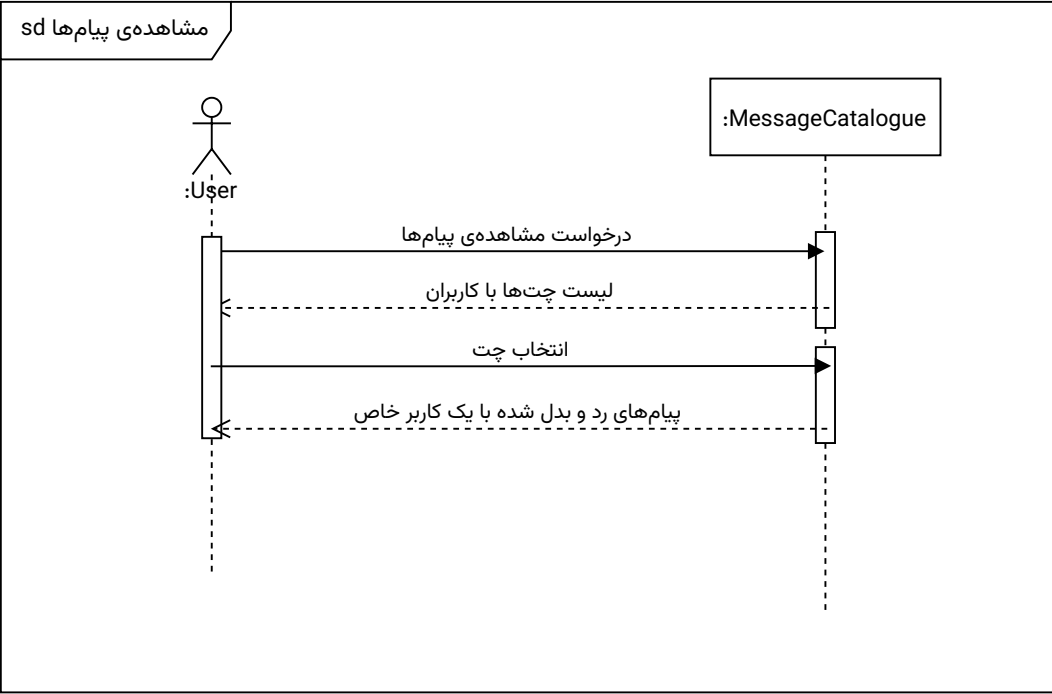 sd مشاهده‌ی پیام‌ها
:MessageCatalogue
:User
درخواست مشاهده‌ی پیام‌ها
لیست چت‌ها با کاربران
انتخاب چت
پیام‌های رد و بدل شده با یک کاربر خاص